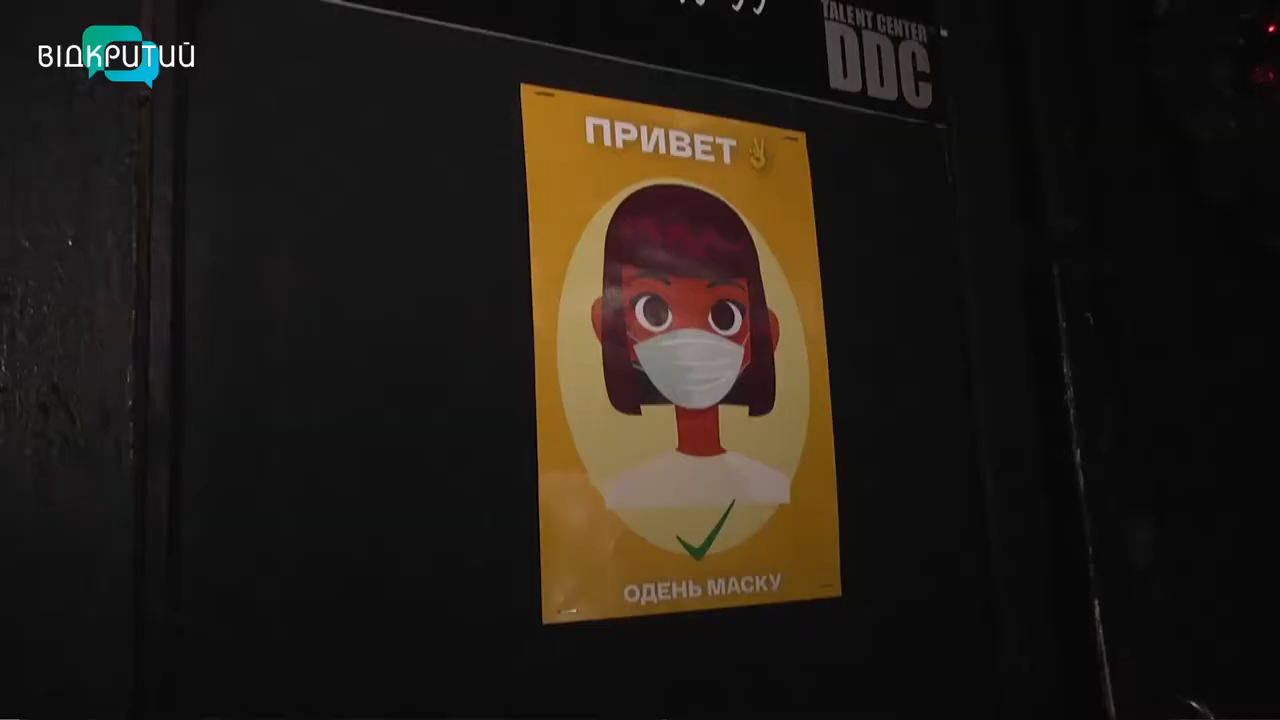 ВІДКРИТИЙ
TALENT CENTER
DDC
ПРИВЕТ ✌
ОДЕНЬ МАСКУ